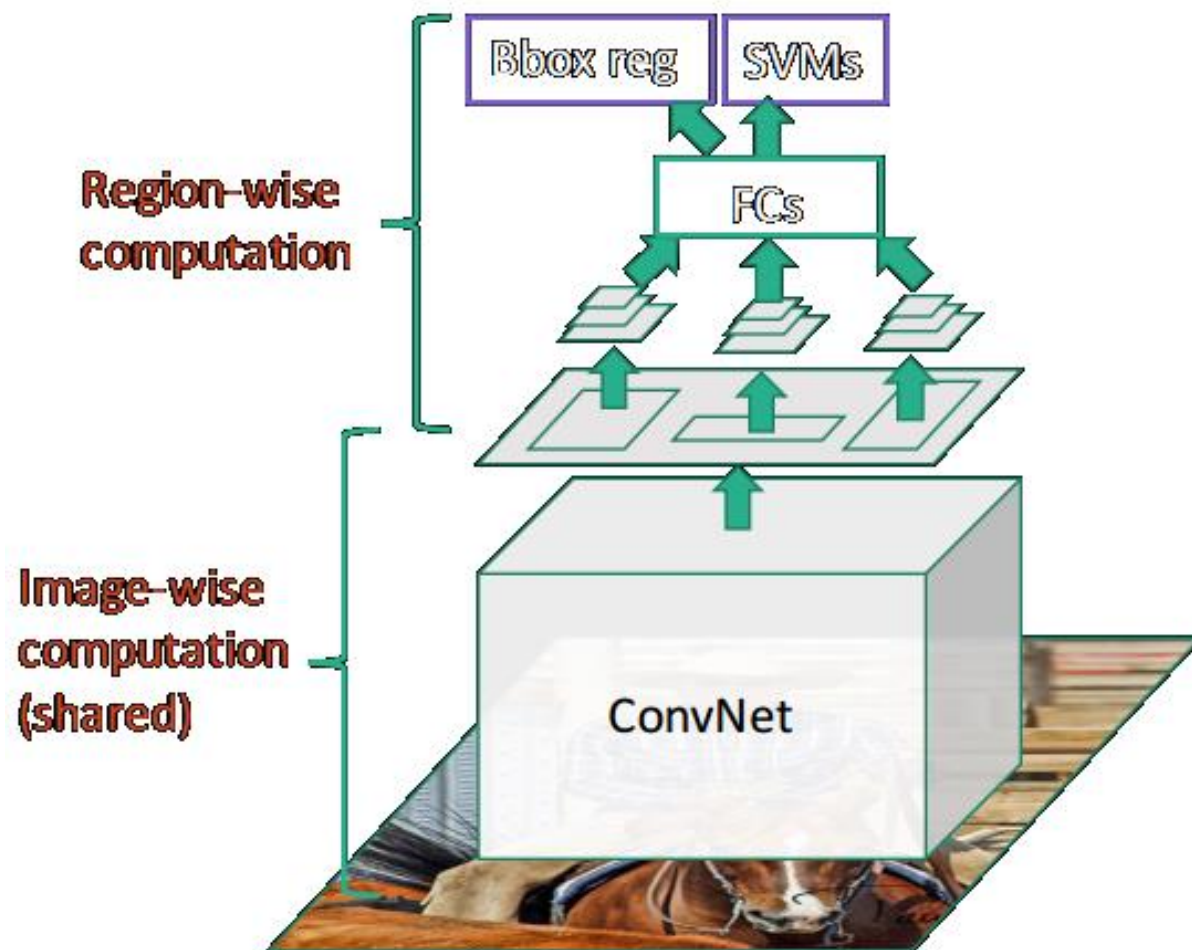 Bbox reg
SVMs
FCs
Region-wise
computation
Image-wise
computation
(shared)
ConvNet